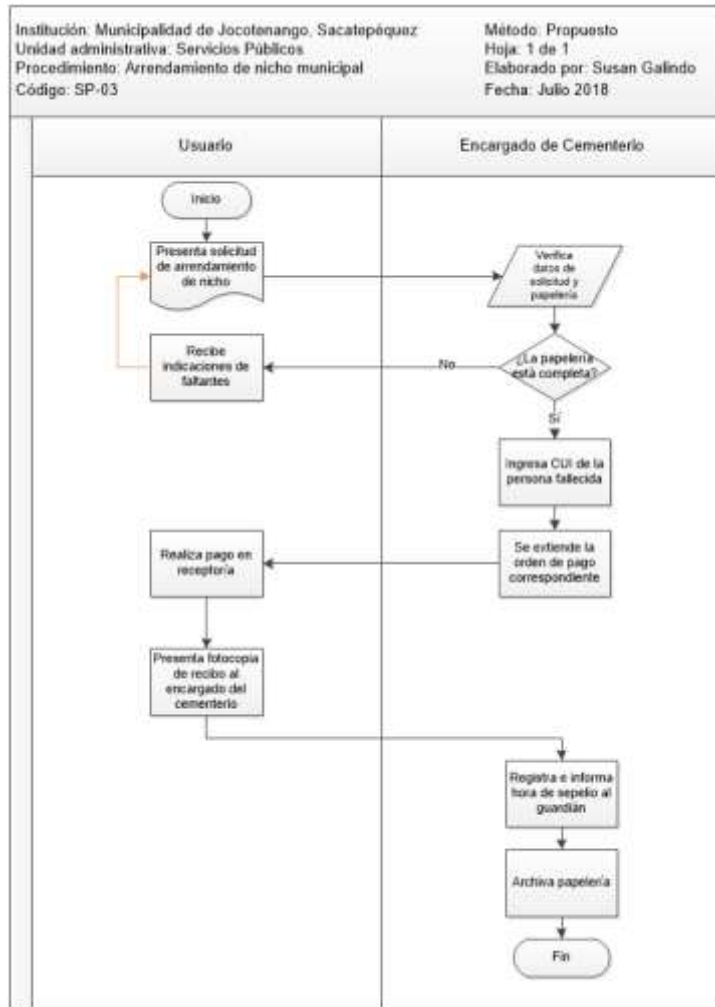 Institución: Municipalidad de Jocotenango, Sacatepéquez
Unidad administrativa: Servicios Públicos
Procedimiento: Arrendamiento de nicho municipal
Código: SP-03
Método: Propuesto
Hoja: 1 de 1
Elaborado por: Susan Galindo
Fecha: Julio 2018
Usuario
Encargado de Cementerio
Inicio
Presenta solicitud
de arrendamiento
de nicho
Verifica
datos de
solicitud y
papelería
Recibe
indicaciones de
faltantes
No
¿La papelería
está completa?
Sí
Ingresa CUI de la
persona fallecida
Se extiende la
orden de pago
correspondiente
Realiza pago en
receptoría
Presenta fotocopia
de recibo al
encargado del
cementerio
Registra e informa
hora de sepelio al
guardián
Archiva papelería
Fin